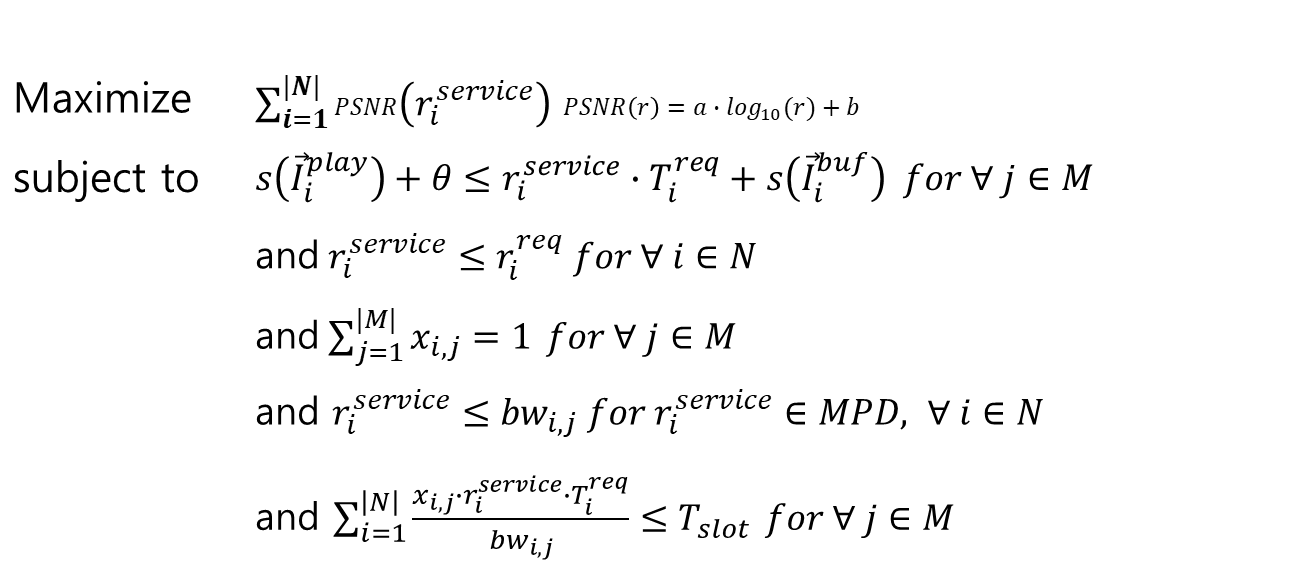 Maximize ∑_{i=1}^{|N|} PSNR(r_i^{service}) PSNR(r) = a · log₁₀(r) + b
subject to s(I⃗_i^{play}) + θ ≤ r_i^{service} · T_i^{req} + s(I⃗_i^{buf}) for ∀ j ∈ M
and r_i^{service} ≤ r_i^{req} for ∀ i ∈ N
and ∑_{j=1}^{|M|} x_{i,j} = 1 for ∀ j ∈ M
and r_i^{service} ≤ bw_{i,j} for r_i^{service} ∈ MPD, ∀ i ∈ N
and ∑_{i=1}^{|N|} \frac{x_{i,j}·r_i^{service}·T_i^{req}}{bw_{i,j}} ≤ T_{slot} for ∀ j ∈ M